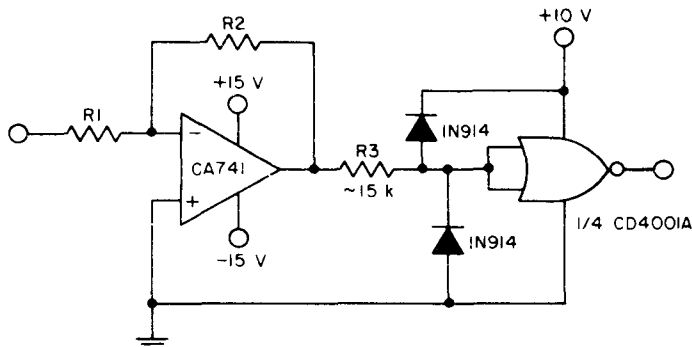 R2
+10 V
+15 V
R1
−
CA741
+
−15 V
R3
~15 k
1N914
1N914
1/4 CD4001A